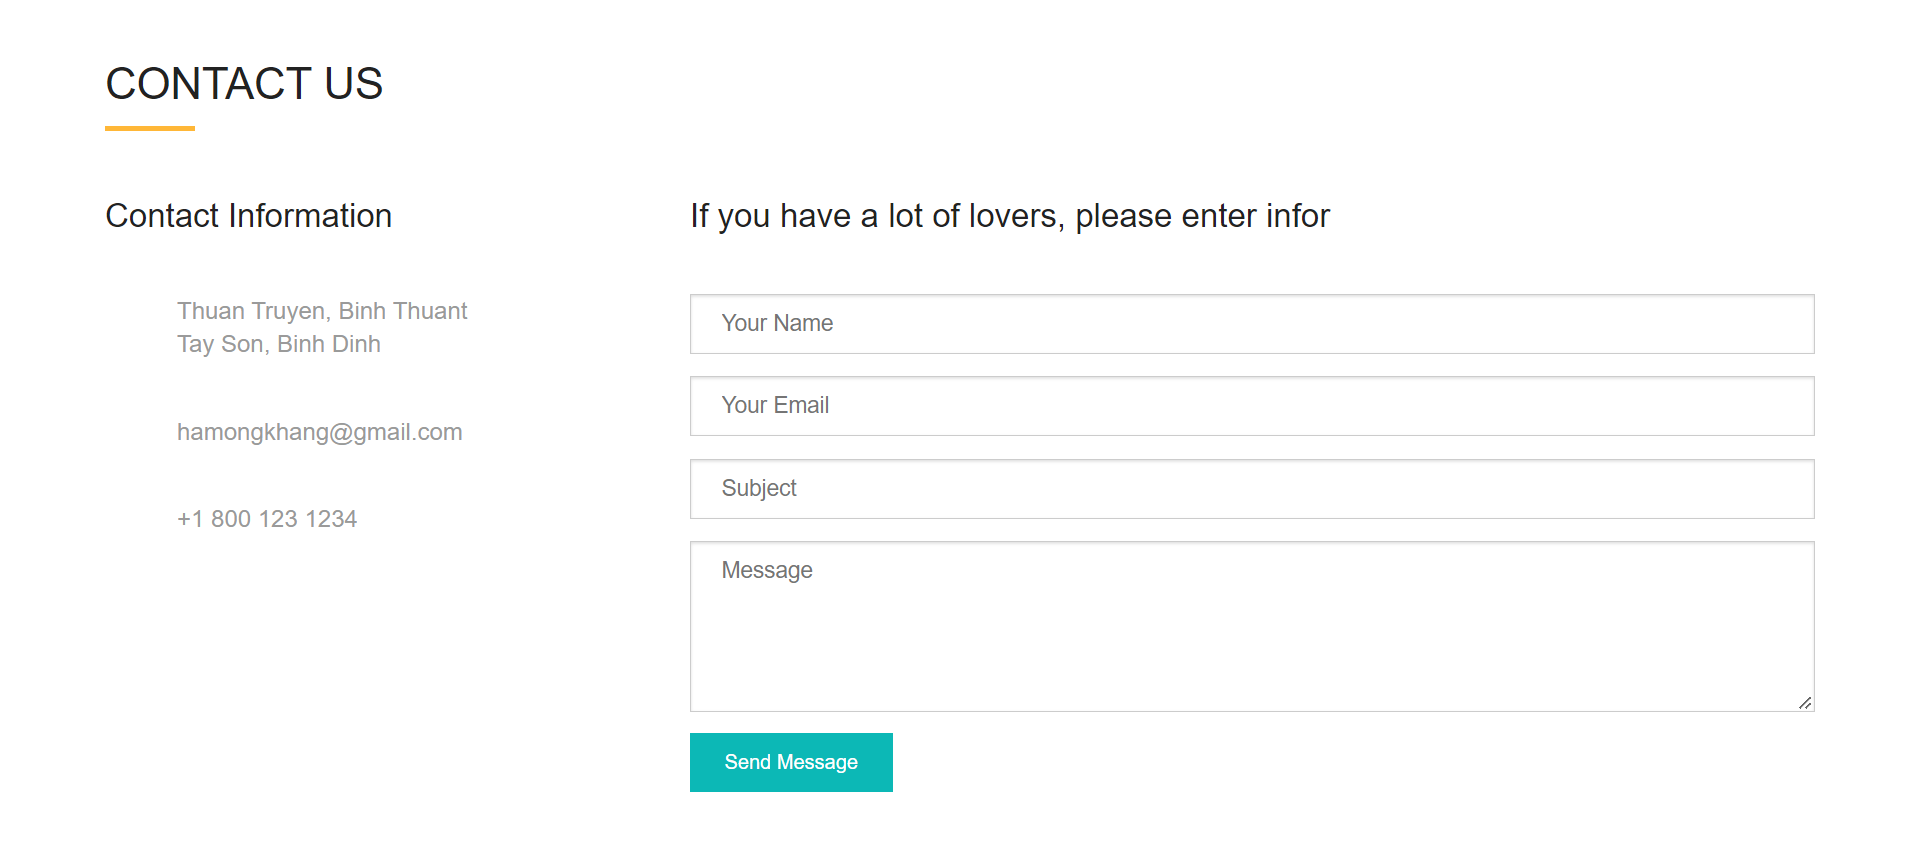 CONTACT US
Contact Information
Thuan Truyen, Binh Thuant
Tay Son, Binh Dinh
hamongkhang@gmail.com
+1 800 123 1234
If you have a lot of lovers, please enter infor
Your Name
Your Email
Subject
Message
Send Message